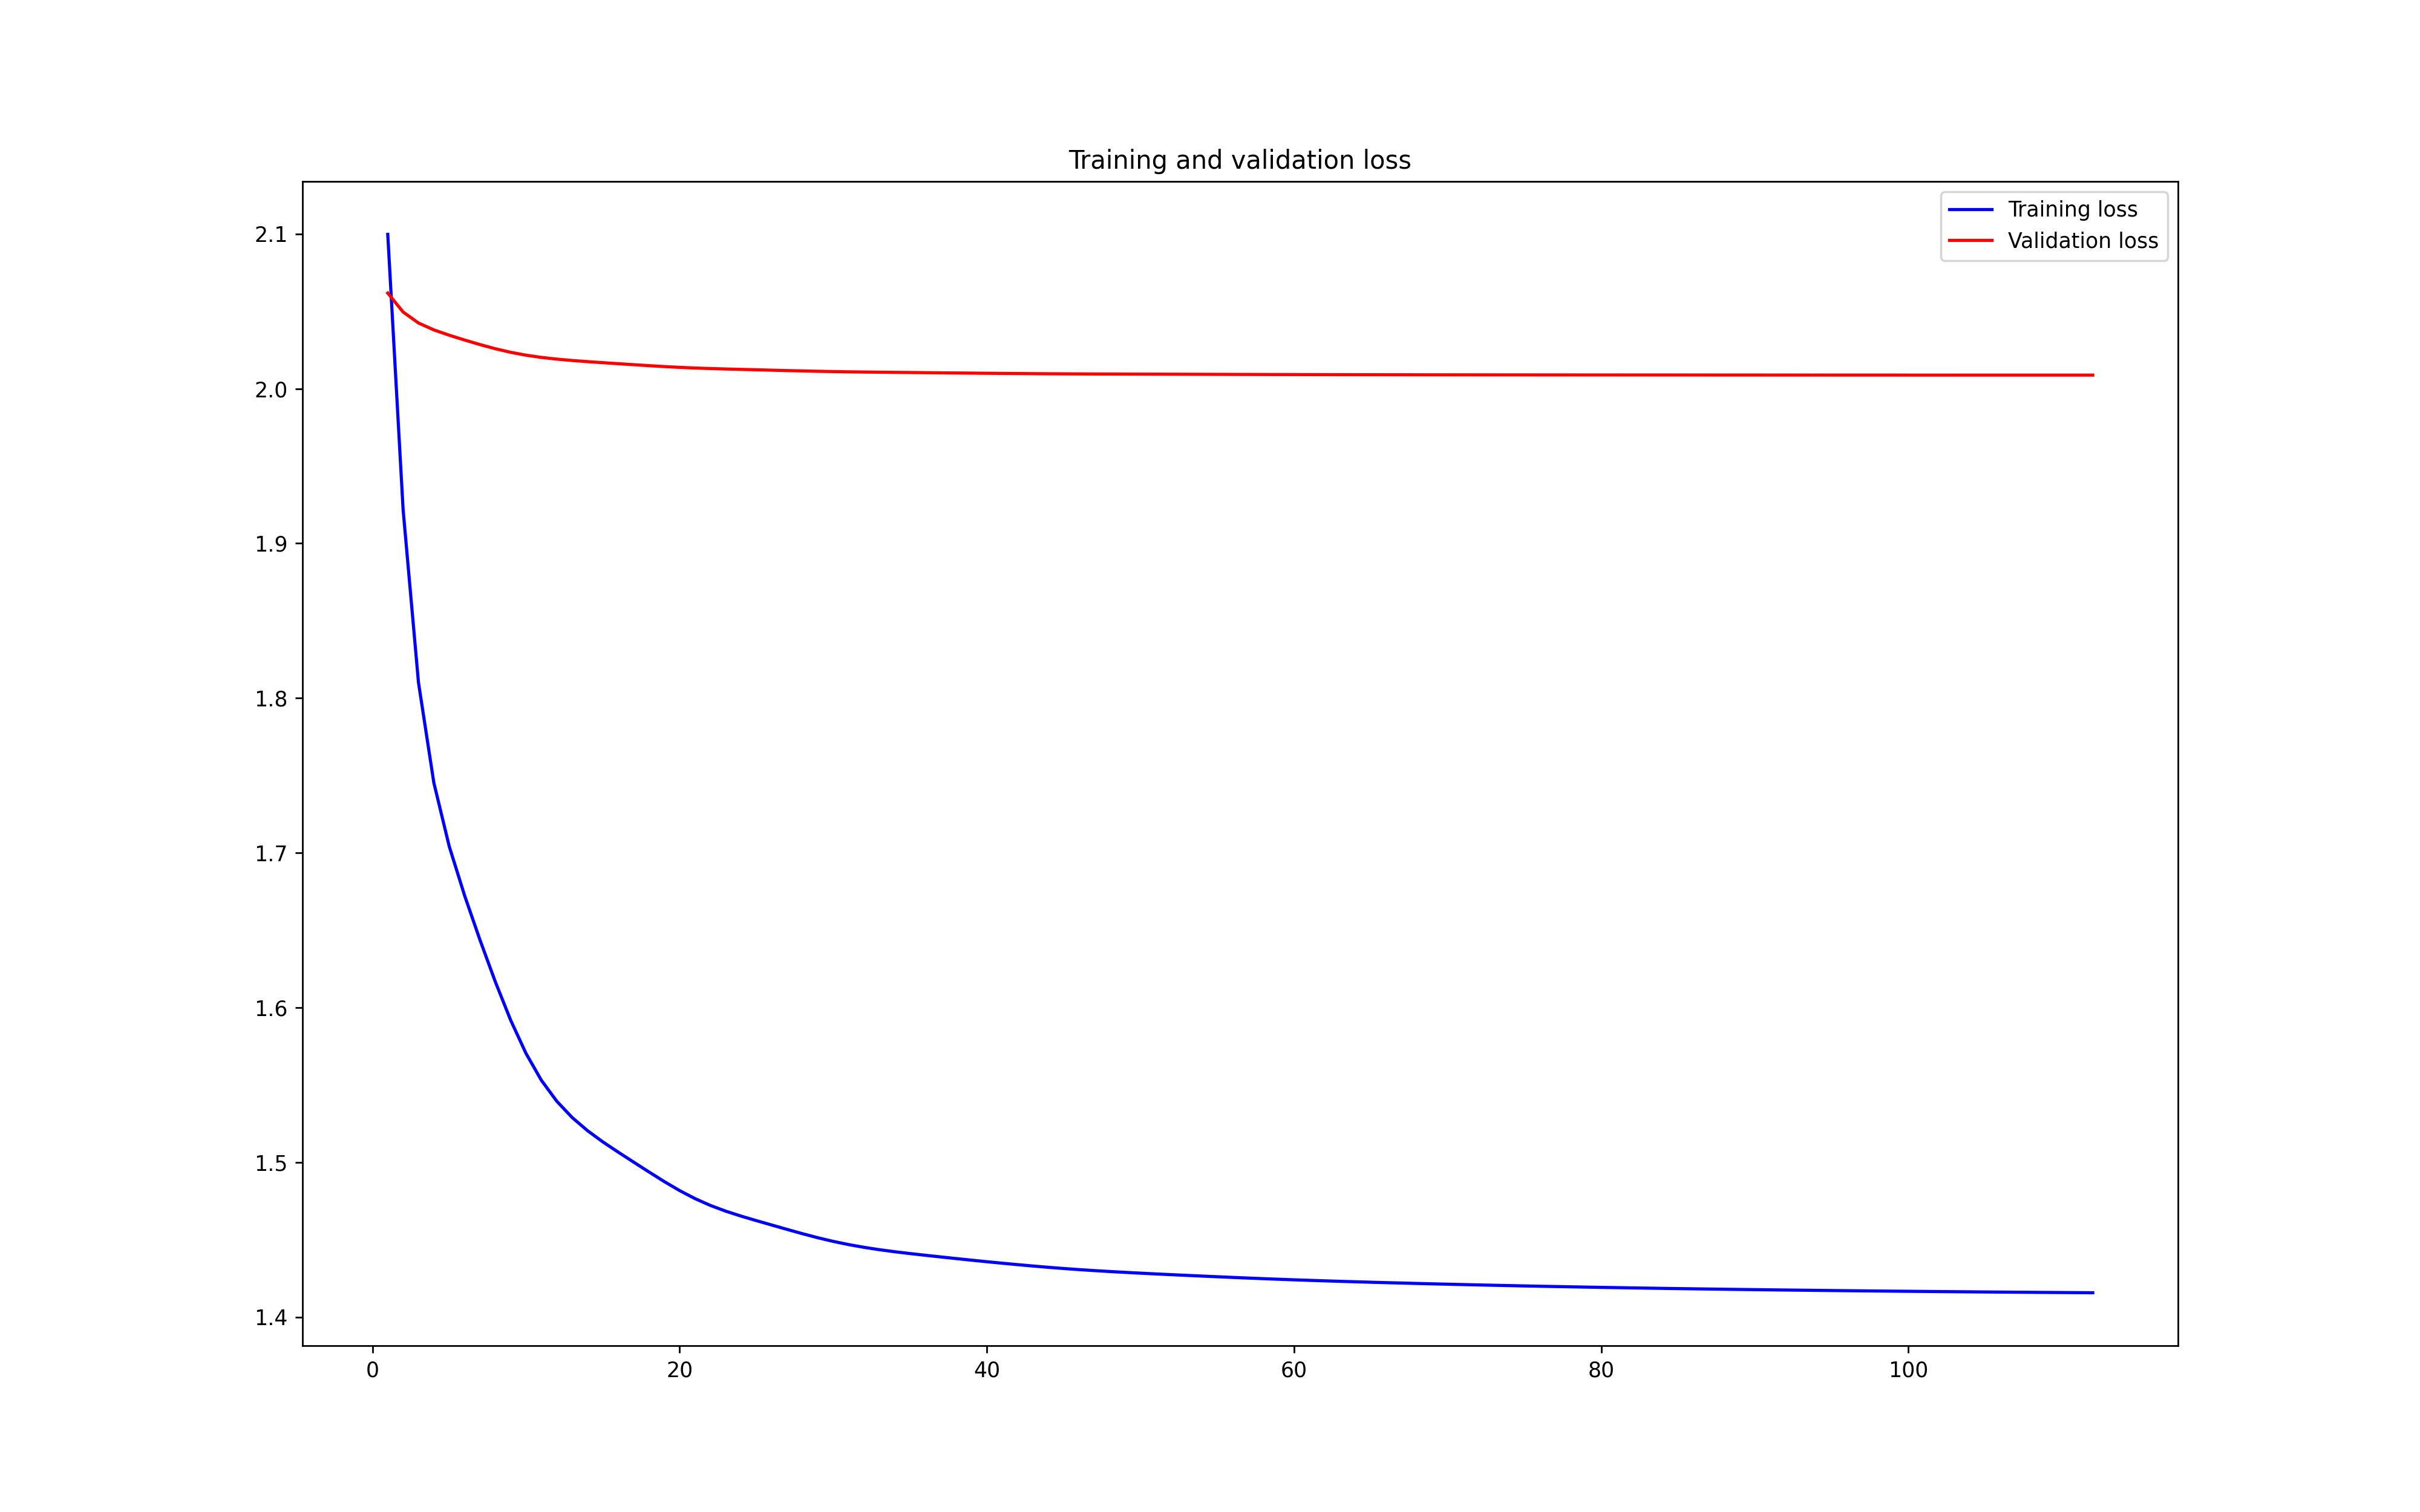 Training and validation loss
Training loss
Validation loss
2.1
2.0
1.9
1.8
1.7
1.6
1.5
1.4
0 20 40 60 80 100